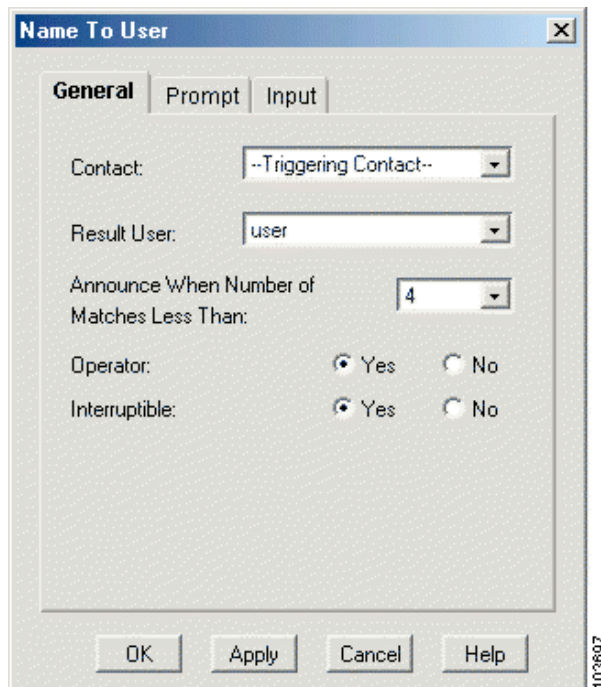 Name To User
General Prompt Input
Contact: --Triggering Contact--
Result User: user
Announce When Number of
Matches Less Than: 4
Operator: Yes No
Interruptible: Yes No
OK Apply Cancel Help
103697